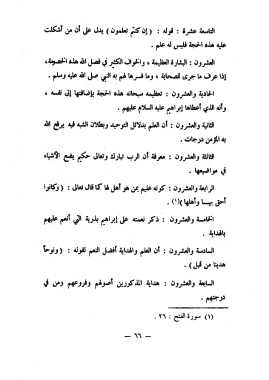 التاسعة عشرة : قوله : ( إن كنتم تعلمون ) يدل على أن من أشكلت
عليه هذه الحجة فليس له علم .
العشرون : البشارة العظيمة ، والخوف الكثير في فصل الله هذه الخصومة ،
إذا عرف ما جرى للصحابة ، وما فسرها لهم به النبي صلى الله عليه وسلم .
الحادية والعشرون : تعظيمه سبحانه هذه الحجة بإضافتها إلى نفسه ،
وأنه الذي أعطاها إبراهيم عليه السلام عليهم .
الثانية والعشرون : أن العلم بدلائل التوحيد وبطلان الشبه فيه يرفع الله
به المؤمن درجات .
الثالثة والعشرون : معرفة أن الرب تبارك وتعالى حكيم يضع الأشياء
في مواضعها .
الرابعة والعشرون : كونه عليم بمن هو أهل لها كما قال تعالى : ( وكانوا
أحق بها وأهلها )(١) .
الخامسة والعشرون : ذكر نعمته على إبراهيم بذرية التي أنعم عليهم
بالهداية .
السادسة والعشرون : أن العلم والهداية أفضل النعم لقوله : ( ونوحاً
هدينا من قبل ) .
السابعة والعشرون : هداية المذكورين أصولهم وفروعهم ومن في
درجتهم .
(١) سورة الفتح : ٢٦ .
— ٦٦ —